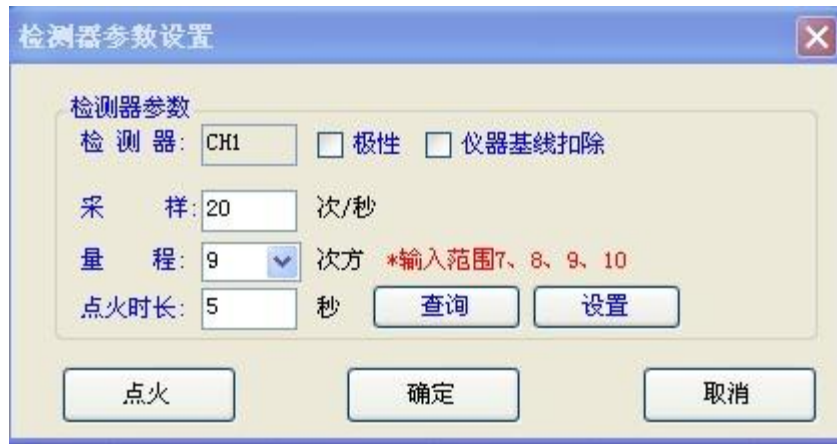 检测器参数设置
检测器参数
检 测 器: CH1 极性 仪器基线扣除
采 样: 20 次/秒
量 程: 9 次方 *输入范围7、8、9、10
点火时长: 5 秒 查询 设置
点火 确定 取消